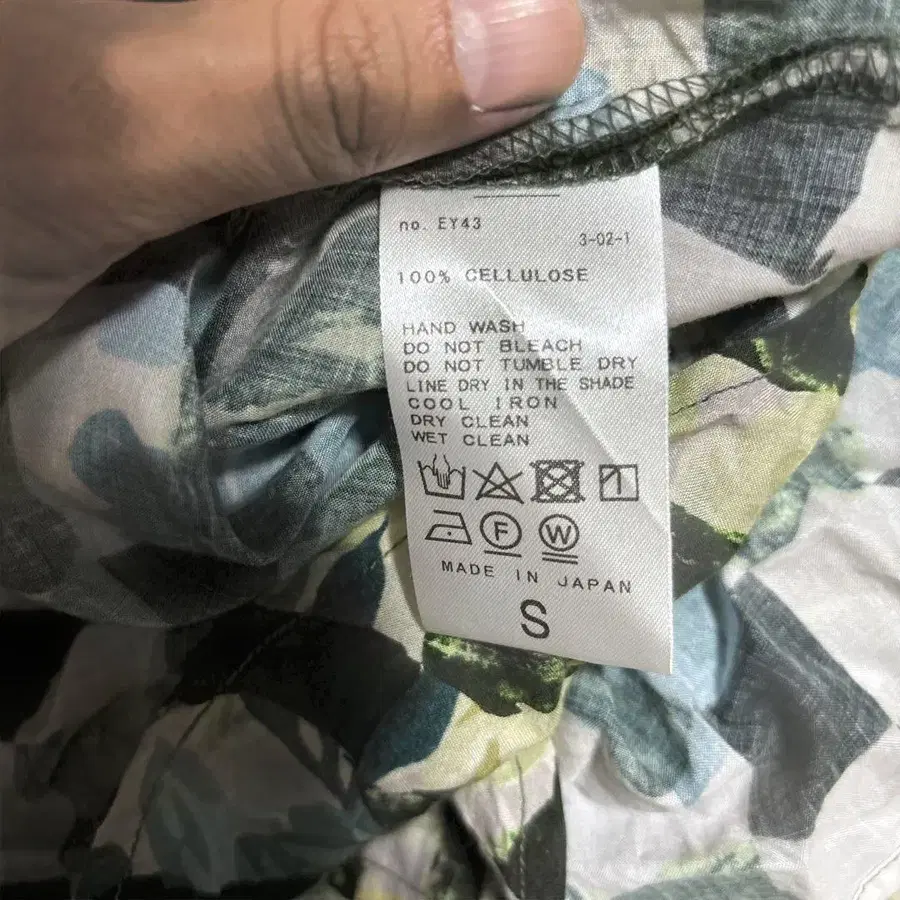 no. EY43
3-02-1
100% CELLULOSE
HAND WASH
DO NOT BLEACH
DO NOT TUMBLE DRY
LINE DRY IN THE SHADE
COOL IRON
DRY CLEAN
WET CLEAN
F W
MADE IN JAPAN
S